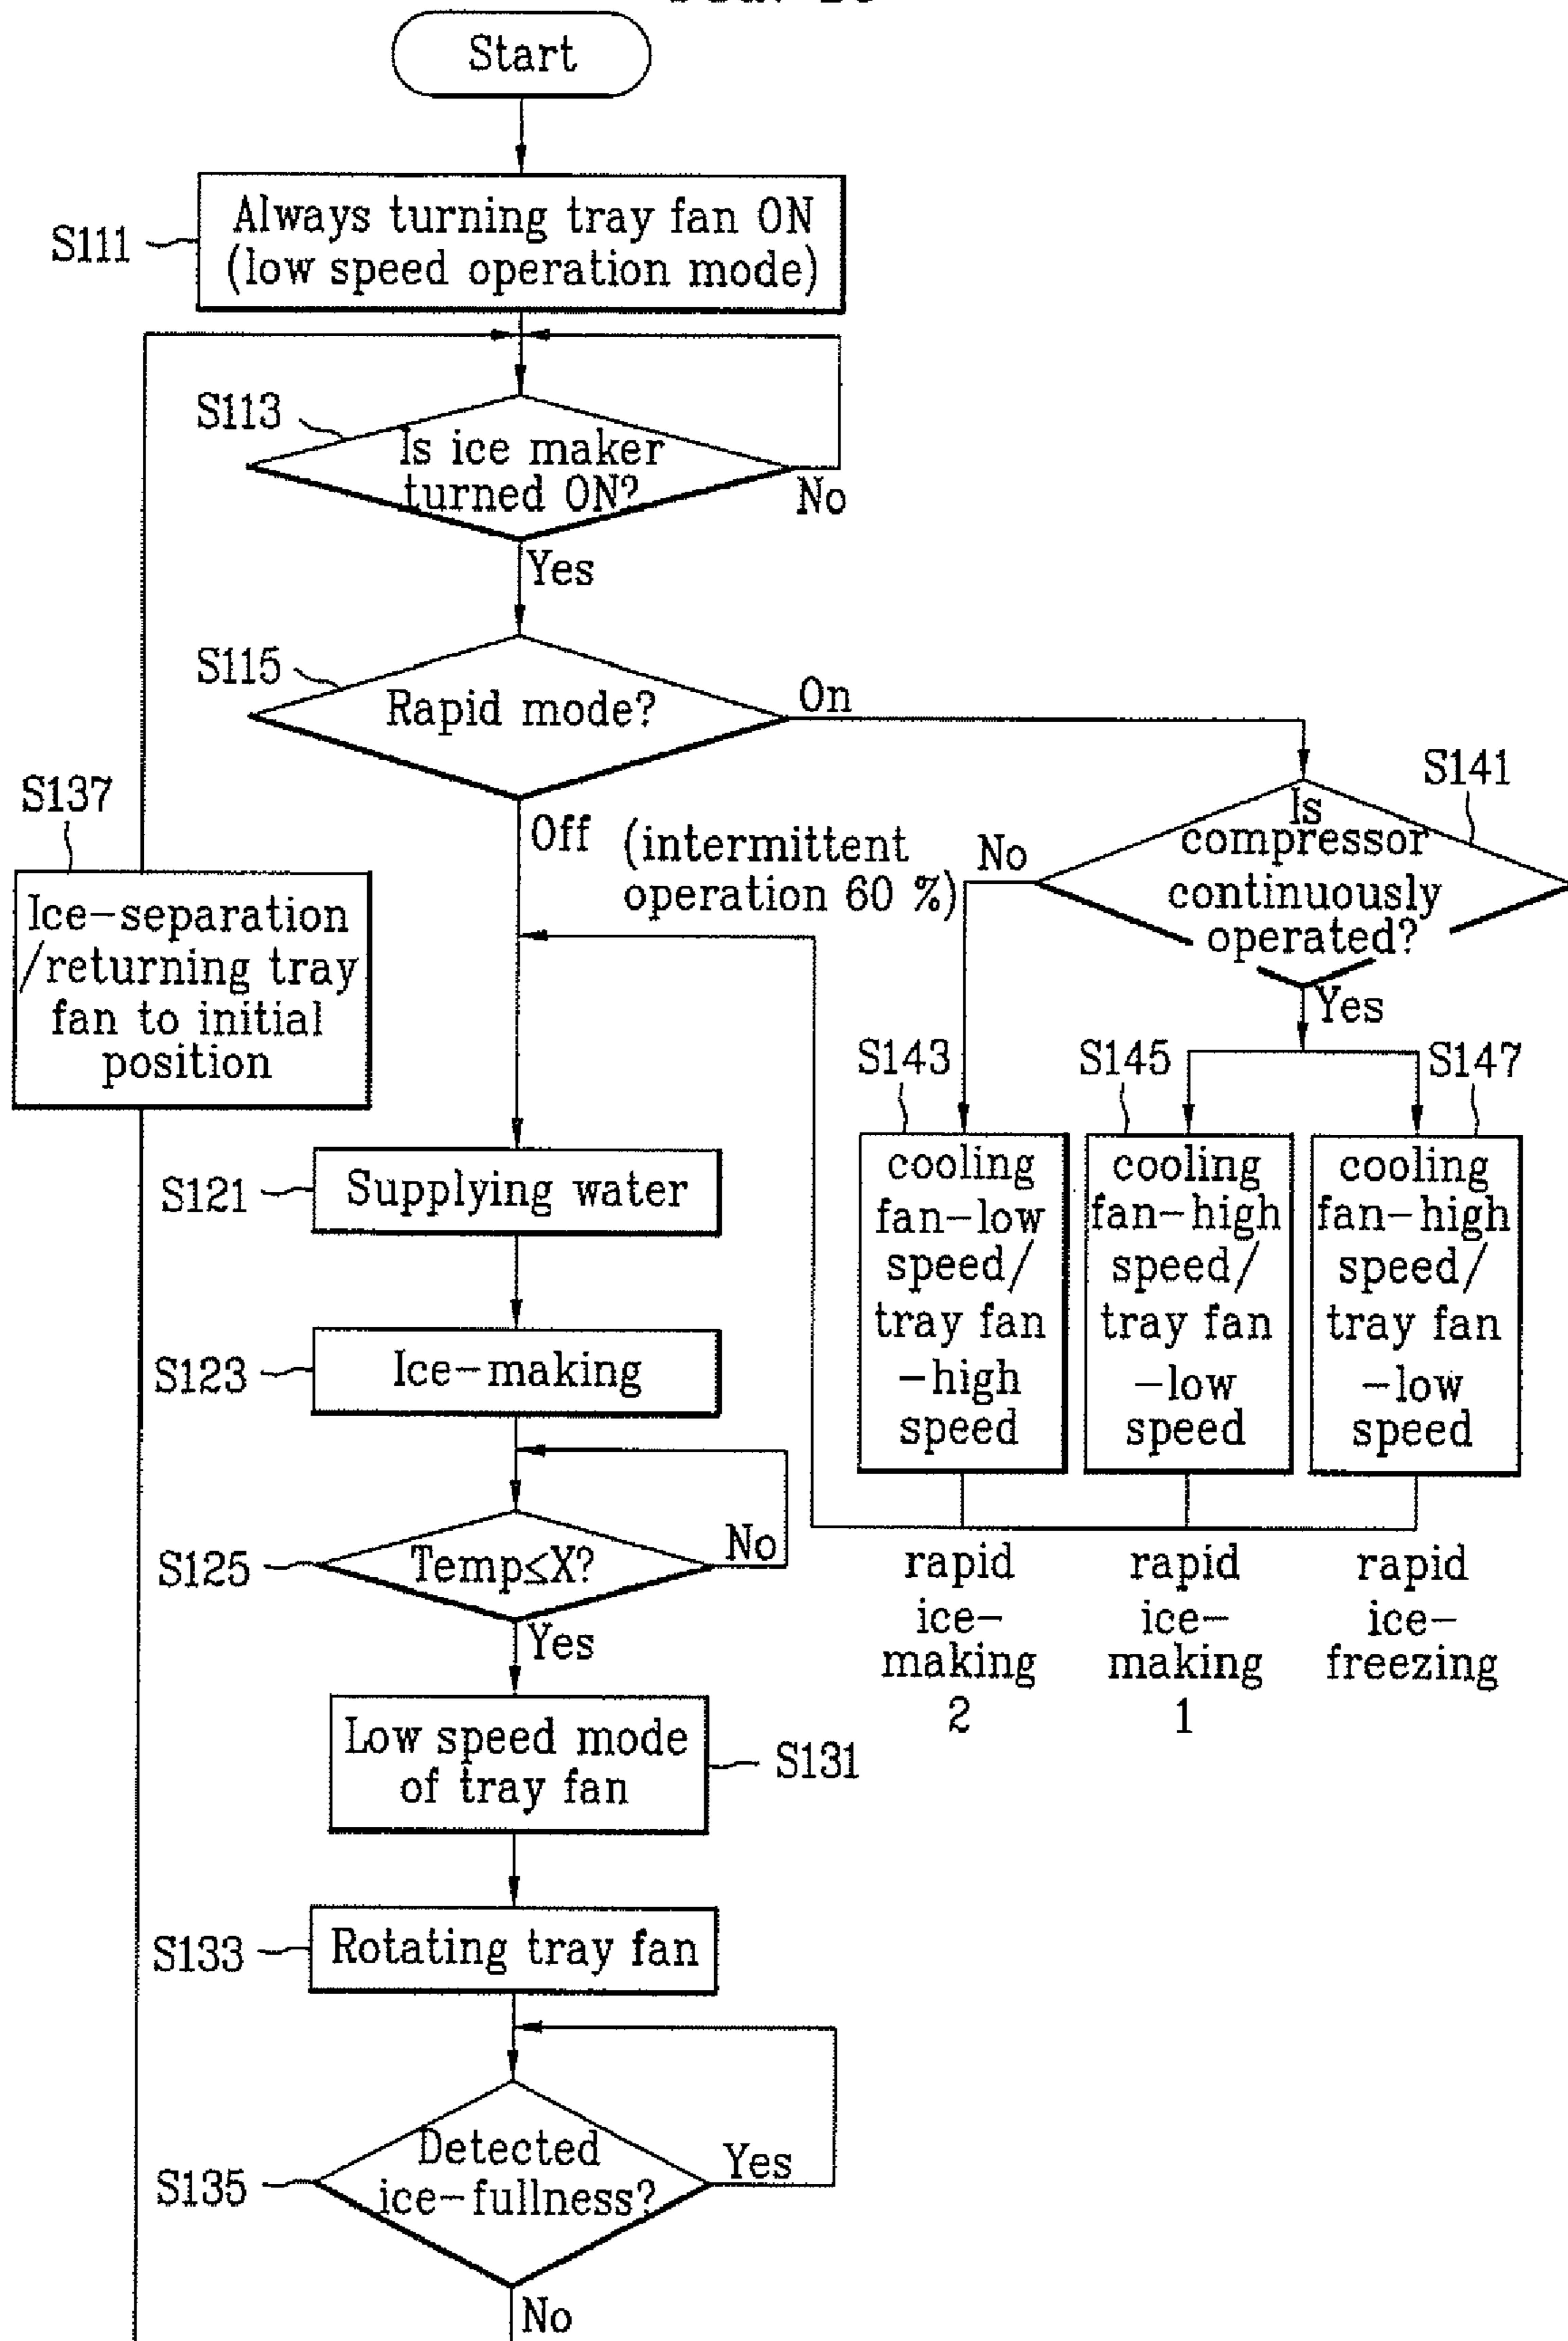 Start
S111
Always turning tray fan ON
(low speed operation mode)
S113
Is ice maker
turned ON?
No
Yes
S115
Rapid mode?
On
Off
(intermittent
operation 60 %)
S137
Ice-separation
/returning tray
fan to initial
position
S141
Is
compressor
continuously
operated?
No
Yes
S143
cooling
fan-low
speed/
tray fan
-high
speed
S145
cooling
fan-high
speed/
tray fan
-low
speed
S147
cooling
fan-high
speed/
tray fan
-low
speed
rapid
ice-
making
2
rapid
ice-
making
1
rapid
ice-
freezing
S121
Supplying water
S123
Ice-making
S125
Temp≤X?
No
Yes
Low speed mode
of tray fan
S131
S133
Rotating tray fan
S135
Detected
ice-fullness?
Yes
No